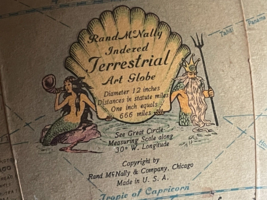 Rand McNally
Indexed
Terrestrial
Art Globe
Diameter 12 inches
Distances in statute miles
One inch equals
666 miles
See Great Circle
Measuring Scale along
30° W. Longitude
Copyright by
Rand McNally & Company, Chicago
Made in U. S. A.
Tropic of Capricorn